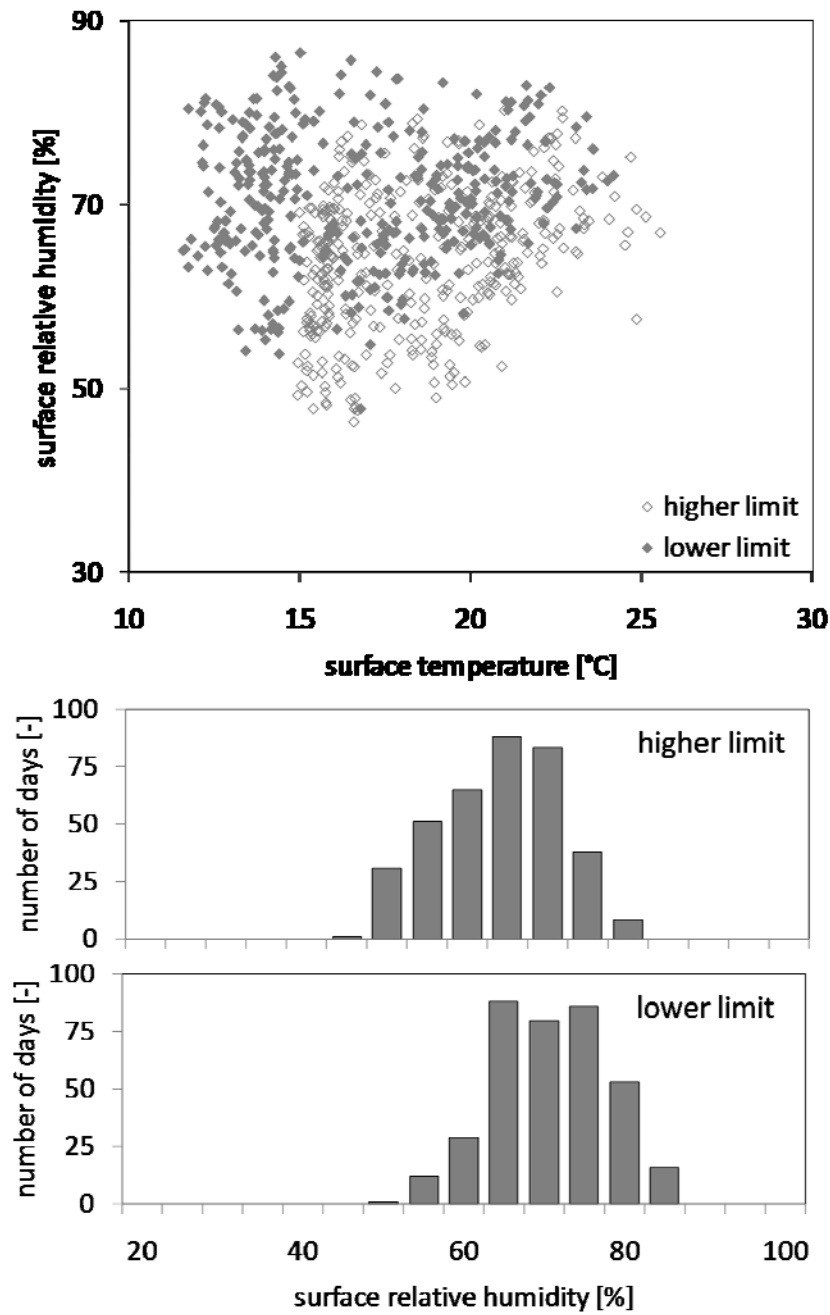 90
70
50
30
surface relative humidity [%]
higher limit
lower limit
10 15 20 25 30
surface temperature [°C]
100
75
50
25
0
number of days [-]
higher limit
100
75
50
25
0
number of days [-]
lower limit
20 40 60 80 100
surface relative humidity [%]